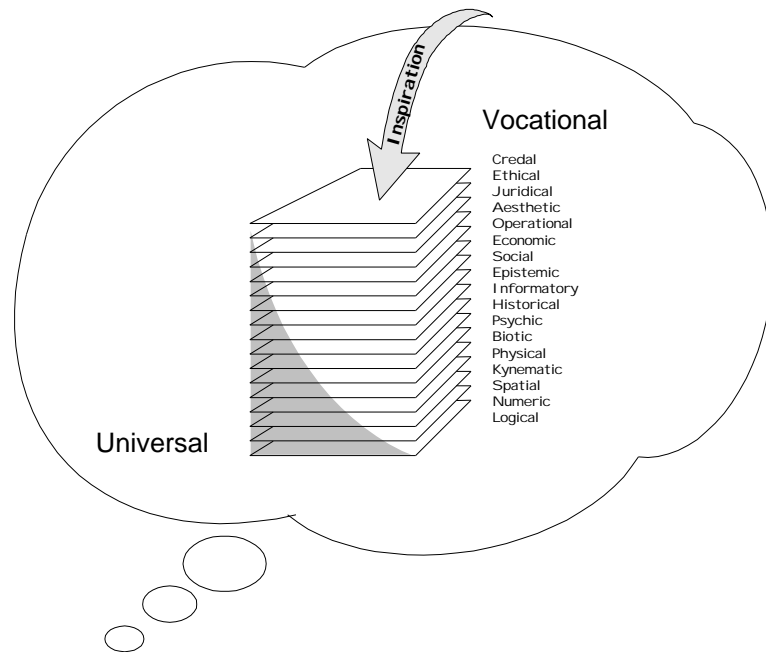 Inspiration
Vocational
Credal
Ethical
Juridical
Aesthetic
Operational
Economic
Social
Epistemic
Informatory
Historical
Psychic
Biotic
Physical
Kynematic
Spatial
Numeric
Logical
Universal